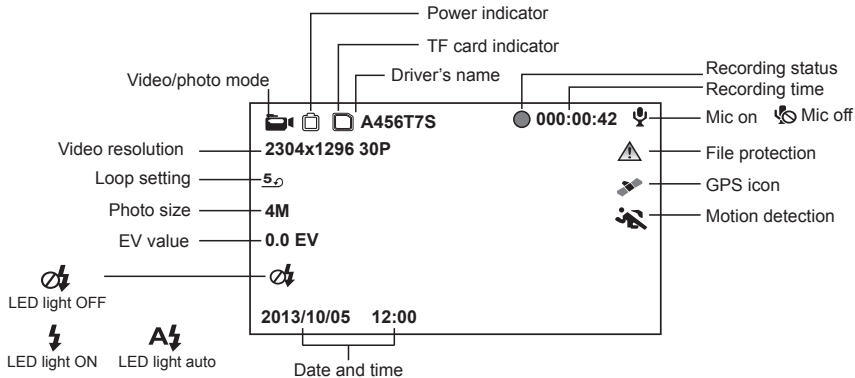 Power indicator
TF card indicator
Driver's name
Video/photo mode
Recording status
Recording time
A456T7S
000:00:42
Mic on
Mic off
Video resolution
2304x1296 30P
File protection
Loop setting
5
GPS icon
Photo size
4M
Motion detection
EV value
0.0 EV
LED light OFF
2013/10/05 12:00
A
LED light ON
LED light auto
Date and time